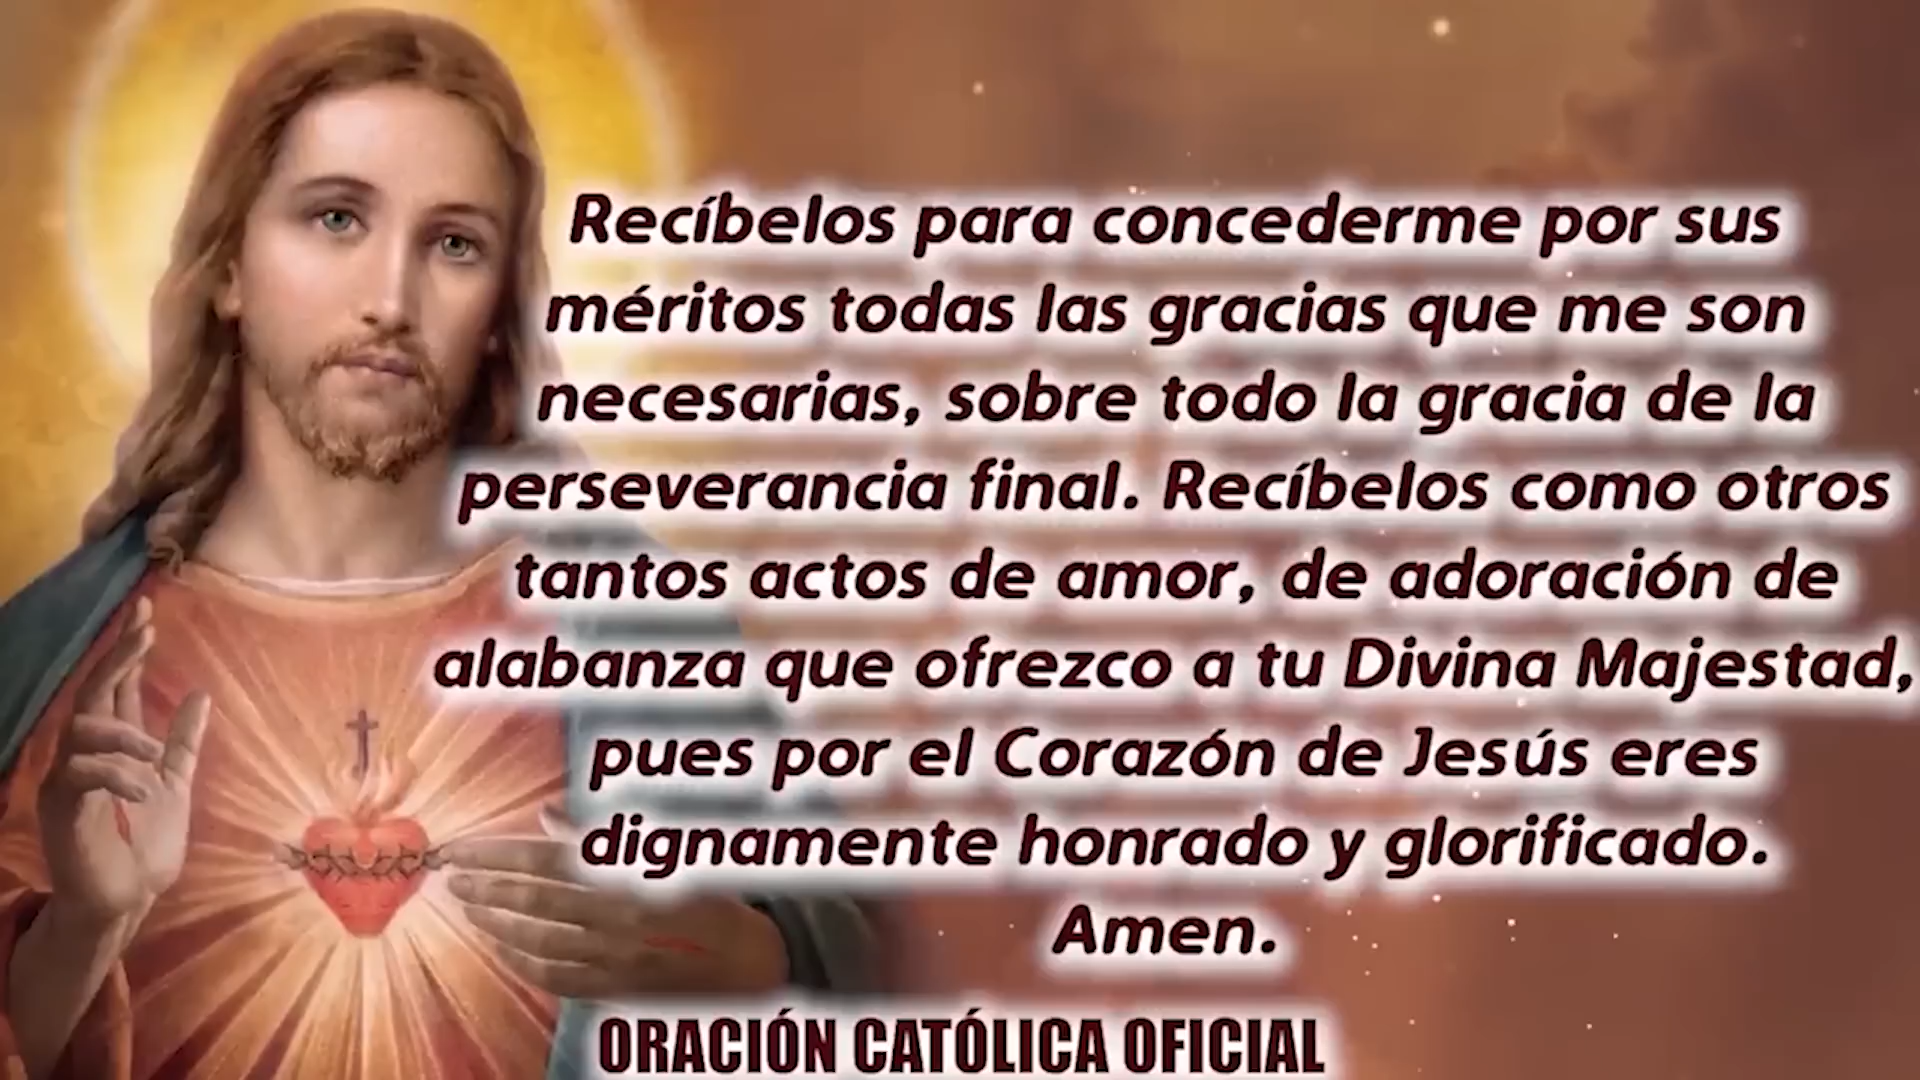 Recíbelos para concederme por sus
méritos todas las gracias que me son
necesarias, sobre todo la gracia de la
perseverancia final. Recíbelos como otros
tantos actos de amor, de adoración de
alabanza que ofrezco a tu Divina Majestad,
pues por el Corazón de Jesús eres
dignamente honrado y glorificado.
Amen.
ORACIÓN CATÓLICA OFICIAL